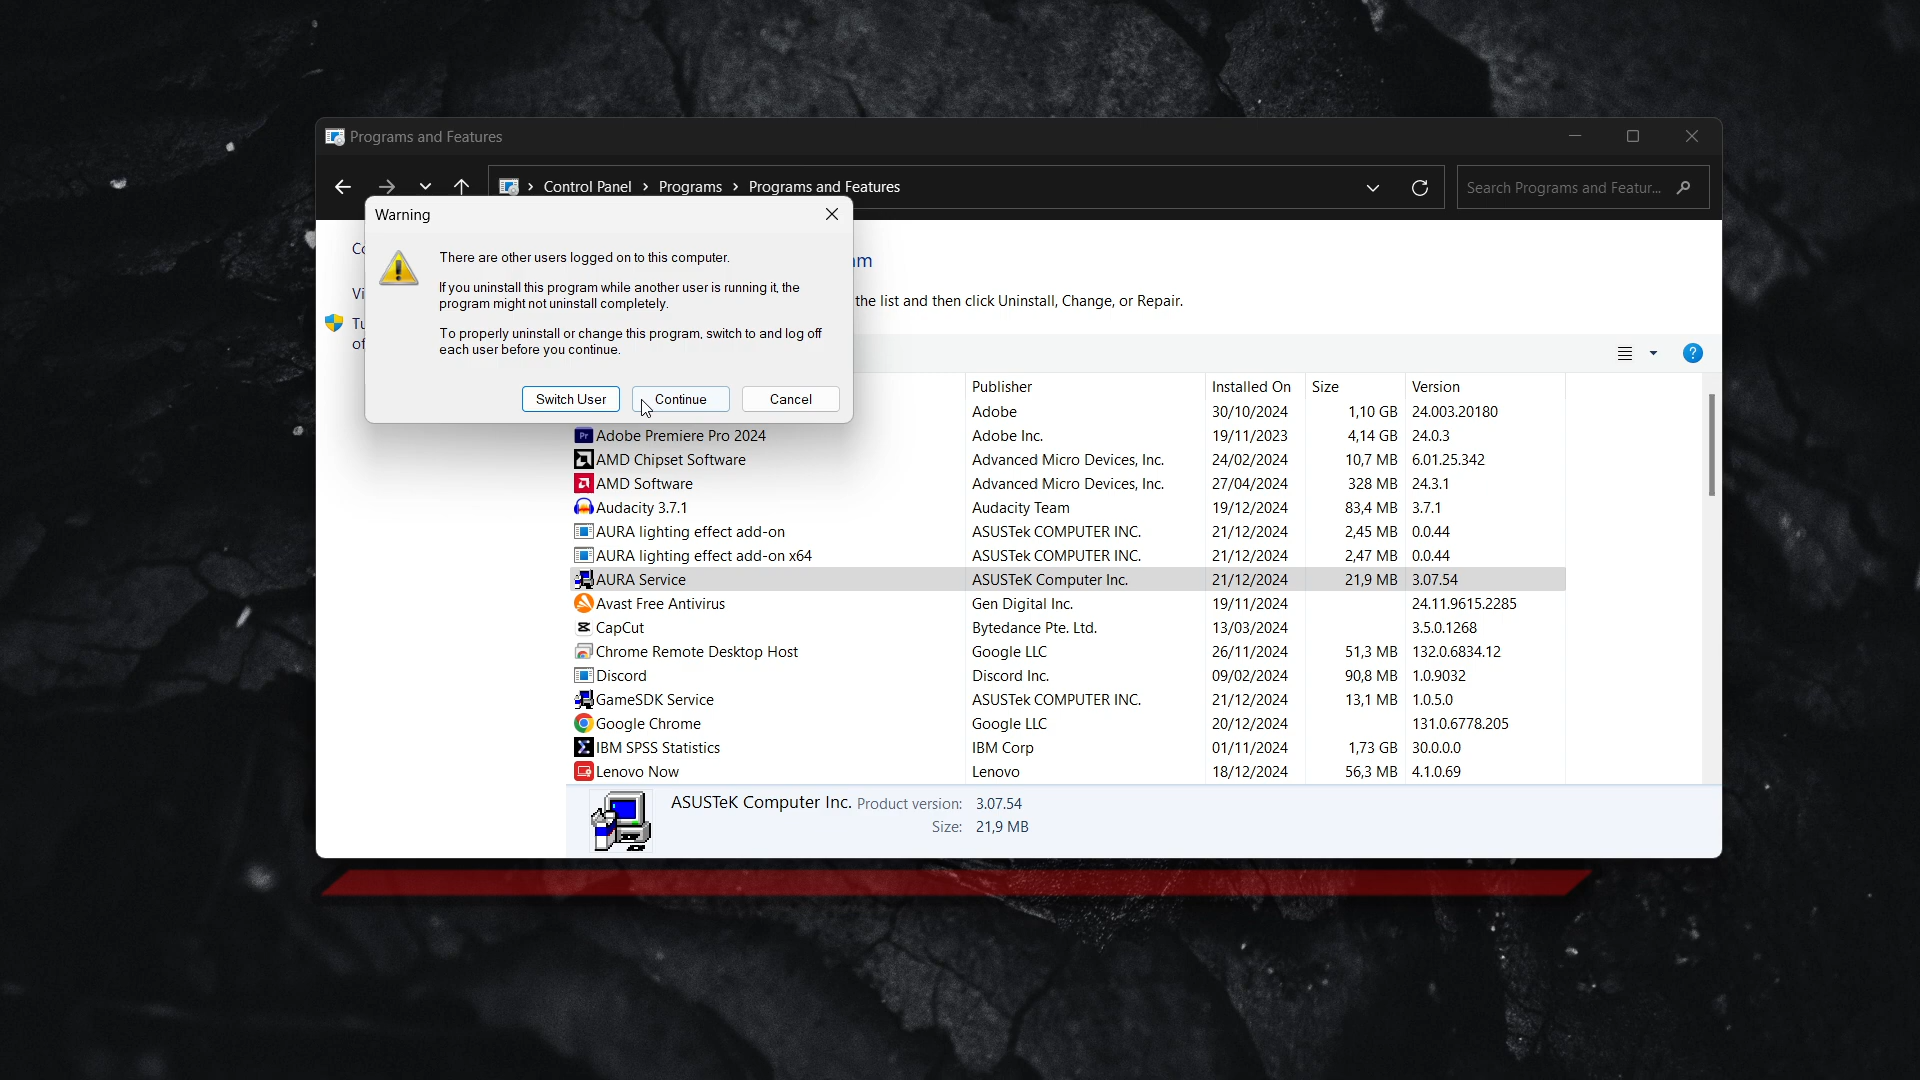 Programs and Features
Control Panel > Programs > Programs and Features
Search Programs and Featur...
Warning
There are other users logged on to this computer.
If you uninstall this program while another user is running it, the
program might not uninstall completely.
To properly uninstall or change this program, switch to and log off
each user before you continue.
Switch User Continue Cancel
Co
Vi
Tu
of
am
the list and then click Uninstall, Change, or Repair.
Publisher Installed On Size Version
Adobe 30/10/2024 1,10 GB 24.003.20180
Adobe Premiere Pro 2024 Adobe Inc. 19/11/2023 4,14 GB 24.0.3
AMD Chipset Software Advanced Micro Devices, Inc. 24/02/2024 10,7 MB 6.01.25.342
AMD Software Advanced Micro Devices, Inc. 27/04/2024 328 MB 24.3.1
Audacity 3.7.1 Audacity Team 19/12/2024 83,4 MB 3.7.1
AURA lighting effect add-on ASUSTek COMPUTER INC. 21/12/2024 2,45 MB 0.0.44
AURA lighting effect add-on x64 ASUSTek COMPUTER INC. 21/12/2024 2,47 MB 0.0.44
AURA Service ASUSTeK Computer Inc. 21/12/2024 21,9 MB 3.07.54
Avast Free Antivirus Gen Digital Inc. 19/11/2024 24.11.9615.2285
CapCut Bytedance Pte. Ltd. 13/03/2024 3.5.0.1268
Chrome Remote Desktop Host Google LLC 26/11/2024 51,3 MB 132.0.6834.12
Discord Discord Inc. 09/02/2024 90,8 MB 1.0.9032
GameSDK Service ASUSTek COMPUTER INC. 21/12/2024 13,1 MB 1.0.5.0
Google Chrome Google LLC 20/12/2024 131.0.6778.205
IBM SPSS Statistics IBM Corp 01/11/2024 1,73 GB 30.0.0.0
Lenovo Now Lenovo 18/12/2024 56,3 MB 4.1.0.69
ASUSTeK Computer Inc. Product version: 3.07.54
Size: 21,9 MB